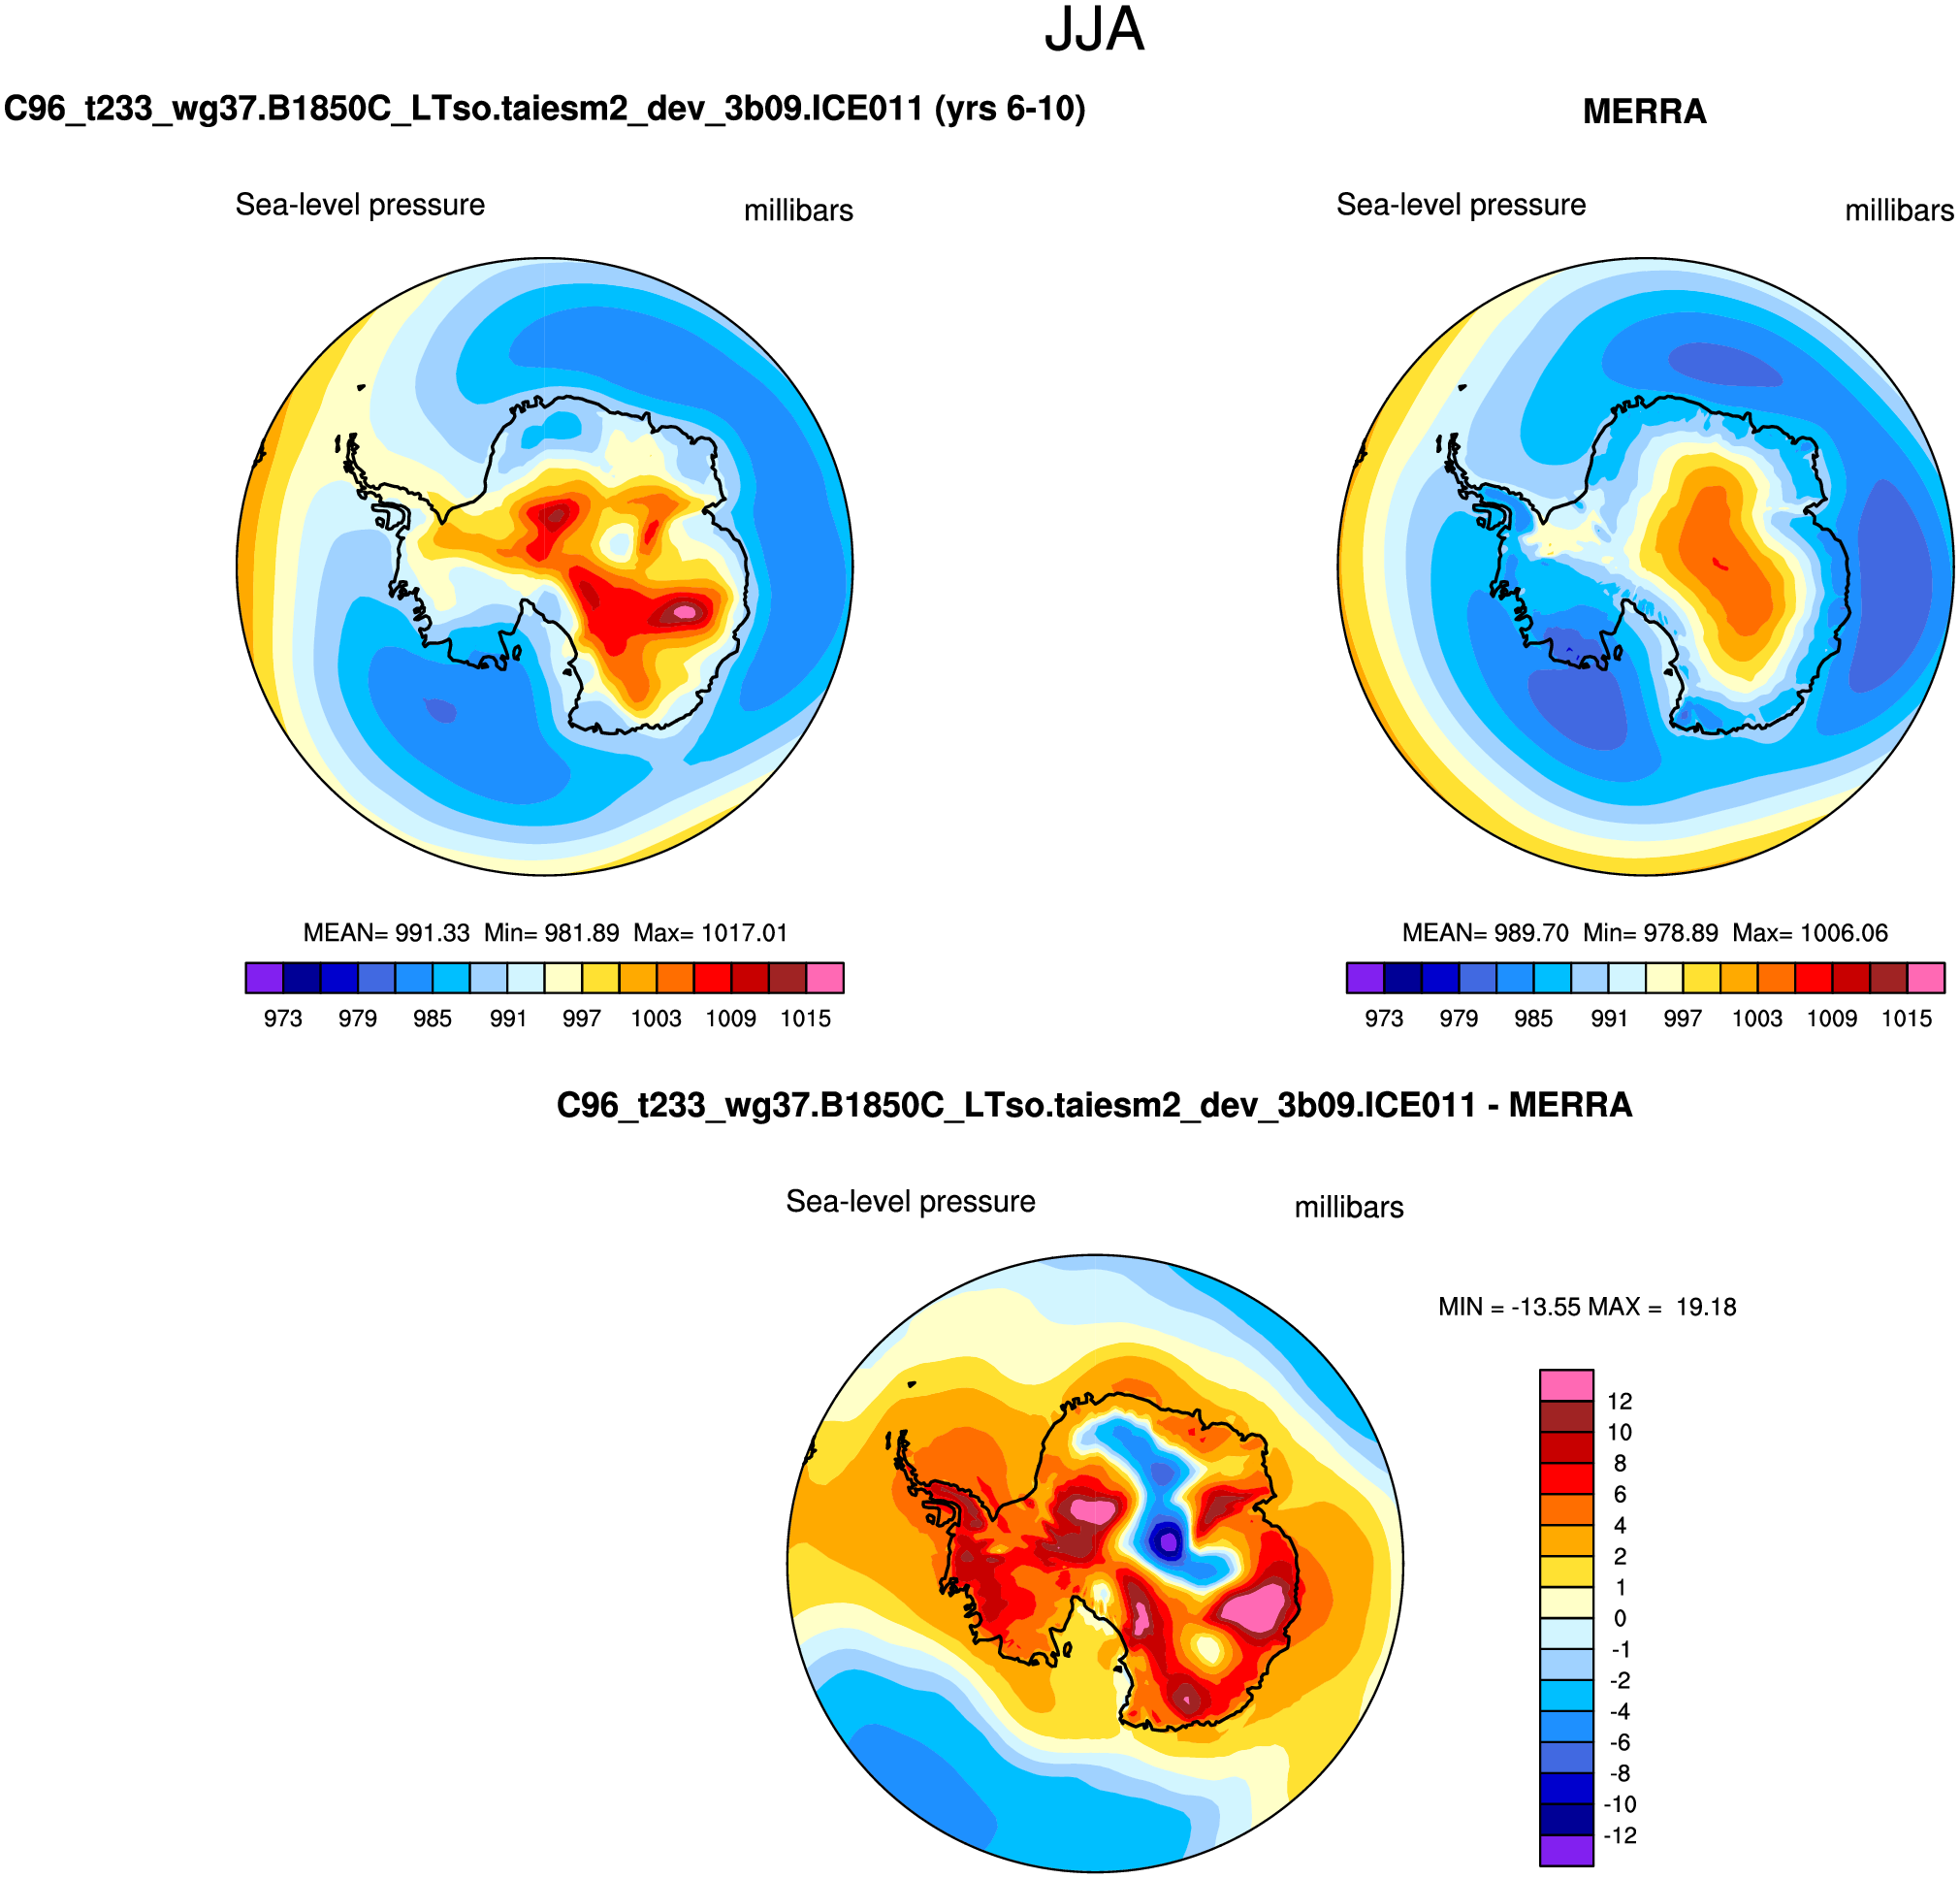 JJA
C96_t233_wg37.B1850C_LTso.taiesm2_dev_3b09.ICE011 (yrs 6-10)
MERRA
Sea-level pressure millibars
Sea-level pressure millibars
MEAN= 991.33 Min= 981.89 Max= 1017.01
973 979 985 991 997 1003 1009 1015
MEAN= 989.70 Min= 978.89 Max= 1006.06
973 979 985 991 997 1003 1009 1015
C96_t233_wg37.B1850C_LTso.taiesm2_dev_3b09.ICE011 - MERRA
Sea-level pressure millibars
MIN = -13.55 MAX = 19.18
12
10
8
6
4
2
1
0
-1
-2
-4
-6
-8
-10
-12